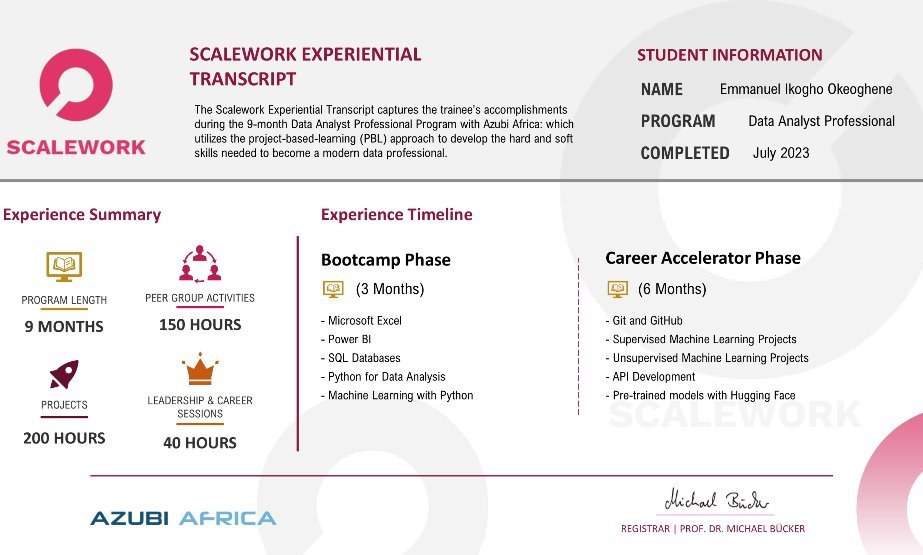 SCALEWORK
SCALEWORK EXPERIENTIAL
TRANSCRIPT
The Scalework Experiential Transcript captures the trainee's accomplishments
during the 9-month Data Analyst Professional Program with Azubi Africa: which
utilizes the project-based-learning (PBL) approach to develop the hard and soft
skills needed to become a modern data professional.
STUDENT INFORMATION
NAME Emmanuel Ikogho Okeoghene
PROGRAM Data Analyst Professional
COMPLETED July 2023
Experience Summary
PROGRAM LENGTH
9 MONTHS
PEER GROUP ACTIVITIES
150 HOURS
PROJECTS
200 HOURS
LEADERSHIP & CAREER
SESSIONS
40 HOURS
Experience Timeline
Bootcamp Phase
(3 Months)
- Microsoft Excel
- Power BI
- SQL Databases
- Python for Data Analysis
- Machine Learning with Python
Career Accelerator Phase
(6 Months)
- Git and GitHub
- Supervised Machine Learning Projects
- Unsupervised Machine Learning Projects
- API Development
- Pre-trained models with Hugging Face
SCALEWORK
AZUBI AFRICA
Michael Bücker
REGISTRAR | PROF. DR. MICHAEL BÜCKER